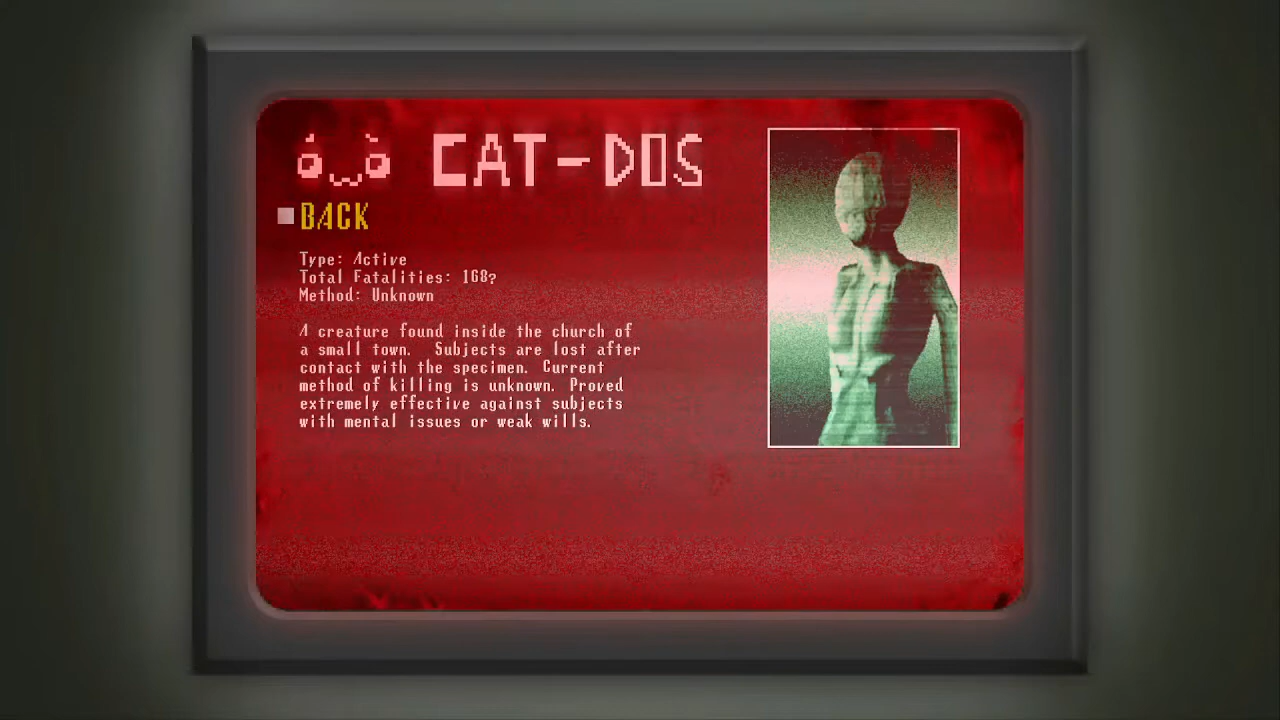 CAT-DOS
BACK
Type: Active
Total Fatalities: 168?
Method: Unknown
A creature found inside the church of
a small town. Subjects are lost after
contact with the specimen. Current
method of killing is unknown. Proved
extremely effective against subjects
with mental issues or weak wills.